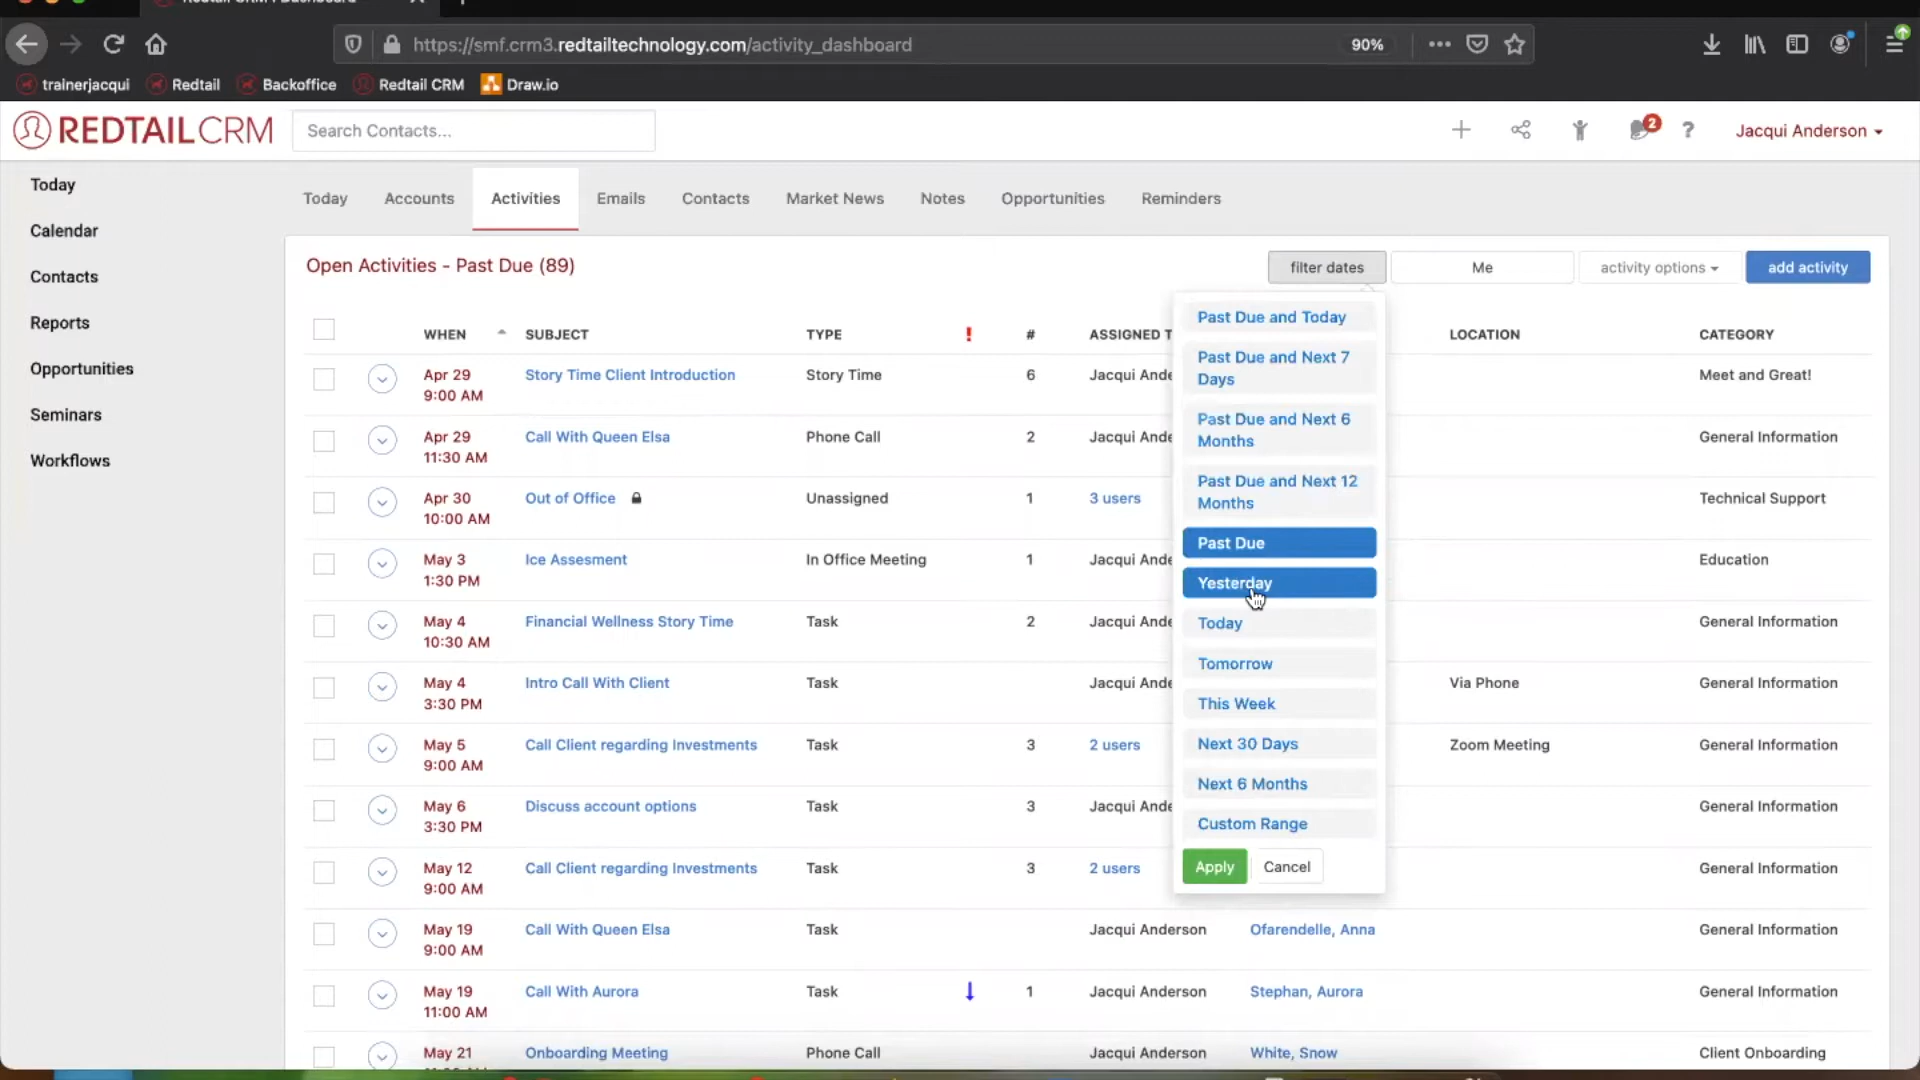 https://smf.crm3.redtailtechnology.com/activity_dashboard
90%
trainerjacqui Redtail Backoffice Redtail CRM Draw.io
REDTAILCRM
Search Contacts...
2
?
Jacqui Anderson
Today
Calendar
Contacts
Reports
Opportunities
Seminars
Workflows
Today Accounts Activities Emails Contacts Market News Notes Opportunities Reminders
Open Activities - Past Due (89)
filter dates Me activity options add activity
WHEN SUBJECT TYPE ! # ASSIGNED T LOCATION CATEGORY
Apr 29
9:00 AM
Story Time Client Introduction Story Time 6 Jacqui Ande Meet and Great!
Apr 29
11:30 AM
Call With Queen Elsa Phone Call 2 Jacqui Ande General Information
Apr 30
10:00 AM
Out of Office Unassigned 1 3 users Technical Support
May 3
1:30 PM
Ice Assesment In Office Meeting 1 Jacqui Ande Education
May 4
10:30 AM
Financial Wellness Story Time Task 2 Jacqui Ande General Information
May 4
3:30 PM
Intro Call With Client Task Jacqui Ande Via Phone General Information
May 5
9:00 AM
Call Client regarding Investments Task 3 2 users Zoom Meeting General Information
May 6
3:30 PM
Discuss account options Task 3 Jacqui Ande General Information
May 12
9:00 AM
Call Client regarding Investments Task 3 2 users General Information
May 19
9:00 AM
Call With Queen Elsa Task Jacqui Anderson Ofarendelle, Anna General Information
May 19
11:00 AM
Call With Aurora Task 1 Jacqui Anderson Stephan, Aurora General Information
May 21
Onboarding Meeting Phone Call Jacqui Anderson White, Snow Client Onboarding
Past Due and Today
Past Due and Next 7
Days
Past Due and Next 6
Months
Past Due and Next 12
Months
Past Due
Yesterday
Today
Tomorrow
This Week
Next 30 Days
Next 6 Months
Custom Range
Apply Cancel